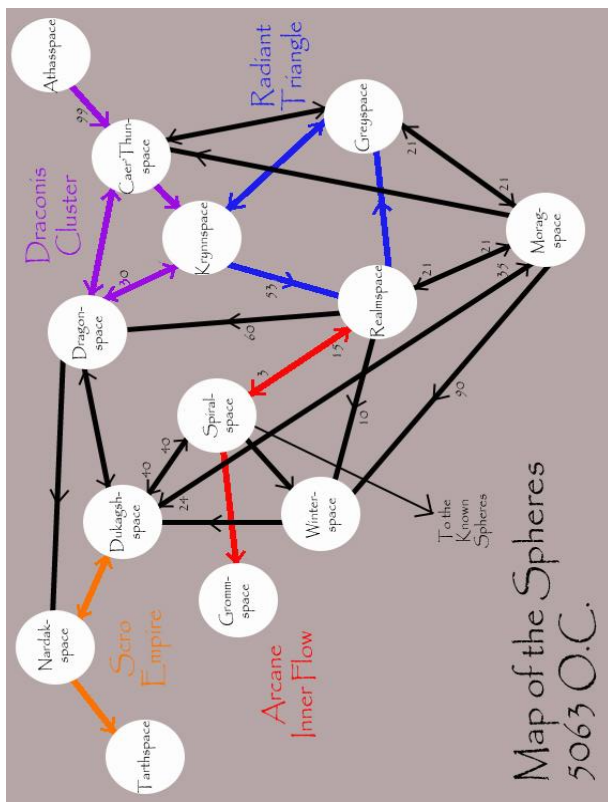 Athasspace
Nardak-
space
Draconis
Cluster
99
Dragon-
space
Caer'Thun-
space
30
Dukagsh-
space
Scro
Empire
Tarthspace
40
40
24
Krynnspace
Spiral-
space
Gromm-
space
60
3
Radiant
Triangle
53
Arcane
Inner Flow
Winter-
space
15
10
Greyspace
Realmspace
21
21
To the
Known
Spheres
90
21
35
21
Morag-
space
Map of the Spheres
5063 O.C.